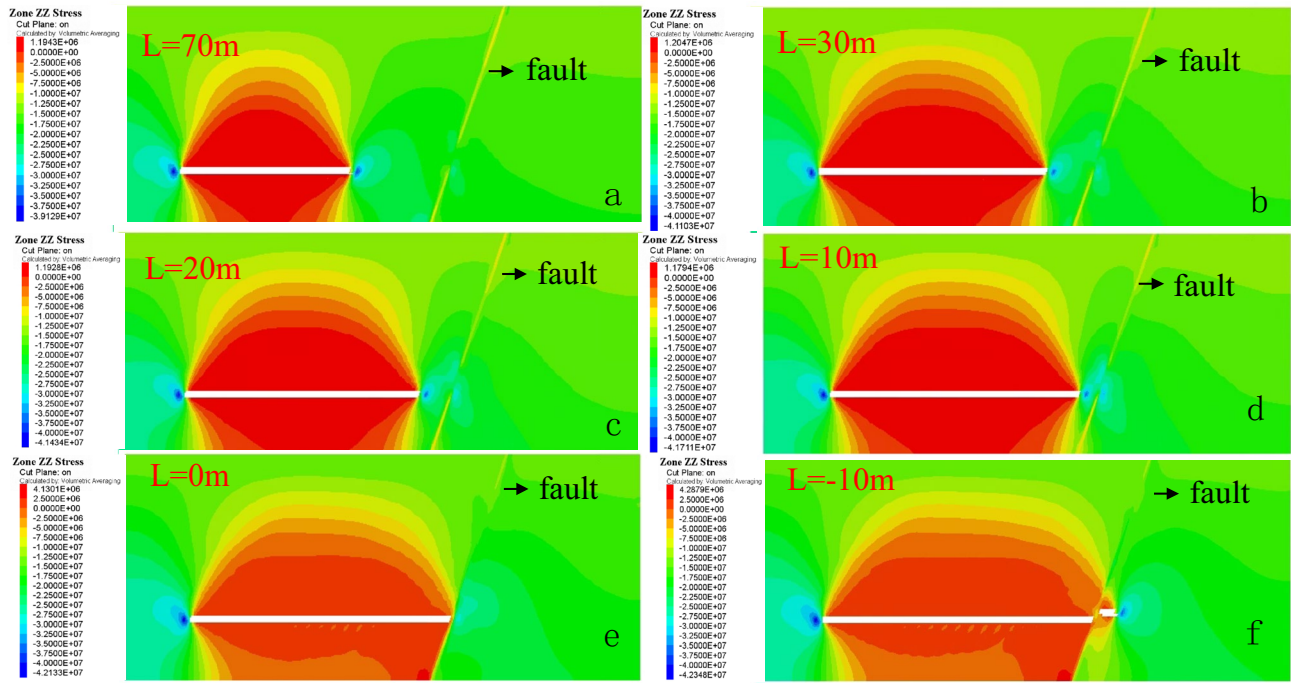 Zone ZZ Stress
Cut Plane: on
Calculated by: Volumetric Averaging
1.1943E+06
0.0000E+00
-2.5000E+06
-5.0000E+06
-7.5000E+06
-1.0000E+07
-1.2500E+07
-1.5000E+07
-1.7500E+07
-2.0000E+07
-2.2500E+07
-2.5000E+07
-2.7500E+07
-3.0000E+07
-3.2500E+07
-3.5000E+07
-3.7500E+07
-3.9129E+07
L=70m
fault
a
Zone ZZ Stress
Cut Plane: on
Calculated by: Volumetric Averaging
1.2047E+06
0.0000E+00
-2.5000E+06
-5.0000E+06
-7.5000E+06
-1.0000E+07
-1.2500E+07
-1.5000E+07
-1.7500E+07
-2.0000E+07
-2.2500E+07
-2.5000E+07
-2.7500E+07
-3.0000E+07
-3.2500E+07
-3.5000E+07
-3.7500E+07
-4.0000E+07
-4.1103E+07
L=30m
fault
b
Zone ZZ Stress
Cut Plane: on
Calculated by: Volumetric Averaging
1.1928E+06
0.0000E+00
-2.5000E+06
-5.0000E+06
-7.5000E+06
-1.0000E+07
-1.2500E+07
-1.5000E+07
-1.7500E+07
-2.0000E+07
-2.2500E+07
-2.5000E+07
-2.7500E+07
-3.0000E+07
-3.2500E+07
-3.5000E+07
-3.7500E+07
-4.0000E+07
-4.1434E+07
L=20m
fault
c
Zone ZZ Stress
Cut Plane: on
Calculated by: Volumetric Averaging
1.1794E+06
0.0000E+00
-2.5000E+06
-5.0000E+06
-7.5000E+06
-1.0000E+07
-1.2500E+07
-1.5000E+07
-1.7500E+07
-2.0000E+07
-2.2500E+07
-2.5000E+07
-2.7500E+07
-3.0000E+07
-3.2500E+07
-3.5000E+07
-3.7500E+07
-4.0000E+07
-4.1711E+07
L=10m
fault
d
Zone ZZ Stress
Cut Plane: on
Calculated by: Volumetric Averaging
4.1301E+06
2.5000E+06
0.0000E+00
-2.5000E+06
-5.0000E+06
-7.5000E+06
-1.0000E+07
-1.2500E+07
-1.5000E+07
-1.7500E+07
-2.0000E+07
-2.2500E+07
-2.5000E+07
-2.7500E+07
-3.0000E+07
-3.2500E+07
-3.5000E+07
-3.7500E+07
-4.0000E+07
-4.2133E+07
L=0m
fault
e
Zone ZZ Stress
Cut Plane: on
Calculated by: Volumetric Averaging
4.2879E+06
2.5000E+06
0.0000E+00
-2.5000E+06
-5.0000E+06
-7.5000E+06
-1.0000E+07
-1.2500E+07
-1.5000E+07
-1.7500E+07
-2.0000E+07
-2.2500E+07
-2.5000E+07
-2.7500E+07
-3.0000E+07
-3.2500E+07
-3.5000E+07
-3.7500E+07
-4.0000E+07
-4.2348E+07
L=-10m
fault
f